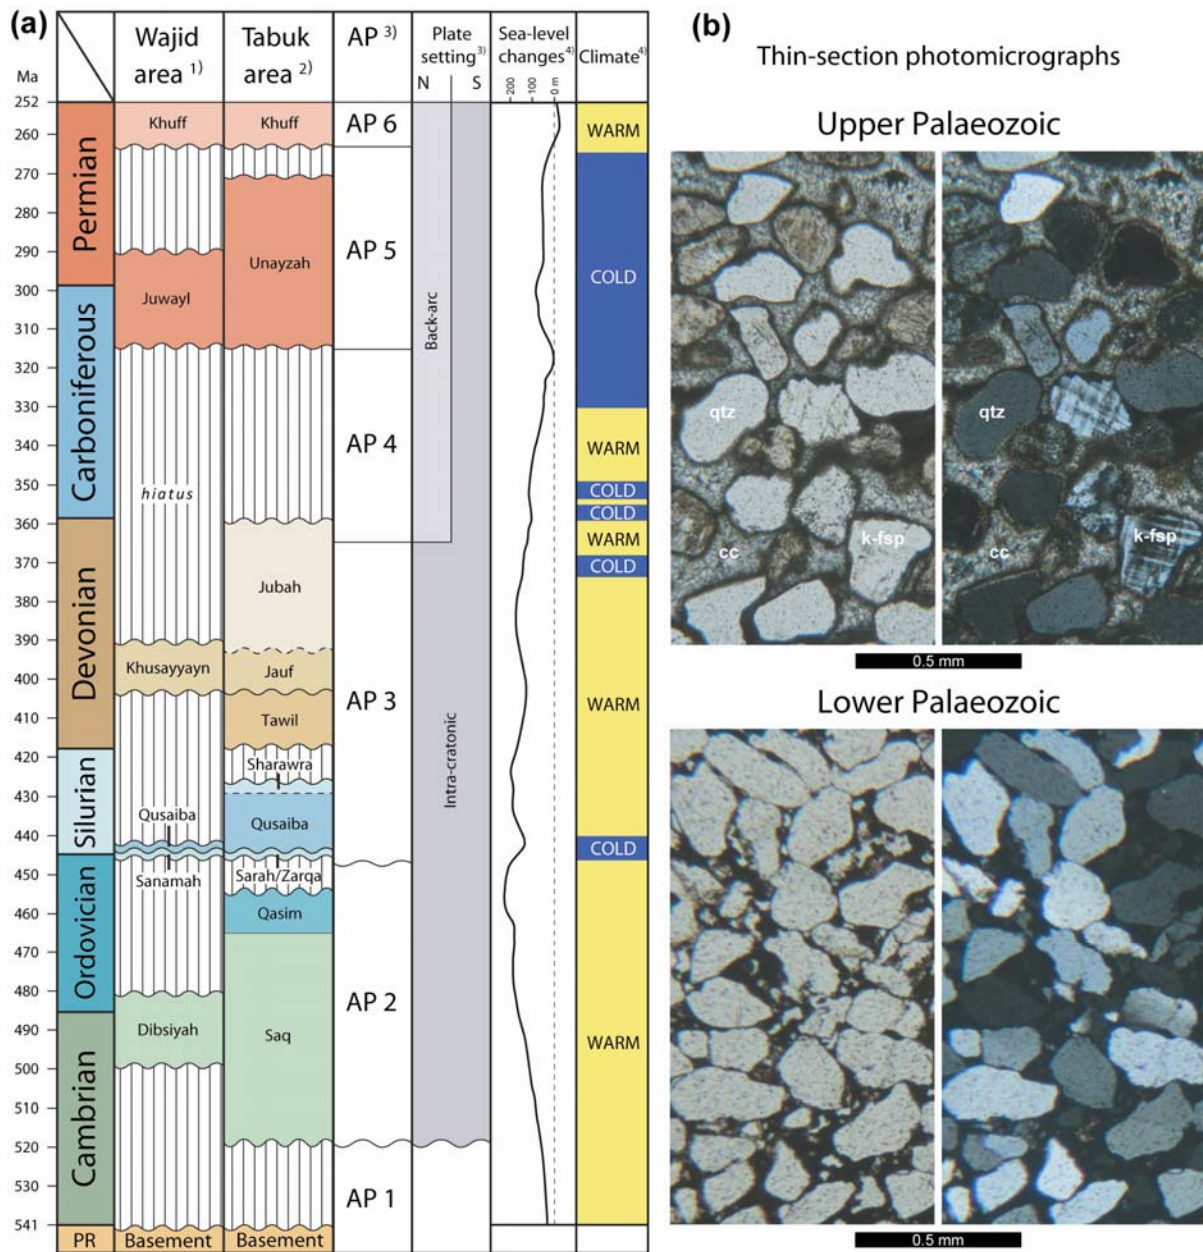 (a)
Wajid
area 1)
Tabuk
area 2)
AP 3)
Plate
setting3)
N S
Sea-level
changes4)
200 100 0 m
Climate4)
Ma
252
260
270
280
290
300
310
320
330
340
350
360
370
380
390
400
410
420
430
440
450
460
470
480
490
500
510
520
530
541
Permian
Carboniferous
Devonian
Silurian
Ordovician
Cambrian
PR
Khuff
Juwayl
hiatus
Khusayyayn
Qusaiba
Sanamah
Dibsiyah
Basement
Khuff
Unayzah
Jubah
Jauf
Tawil
Sharawra
Qusaiba
Sarah/Zarqa
Qasim
Saq
Basement
AP 6
AP 5
AP 4
AP 3
AP 2
AP 1
Back-arc
Intra-cratonic
WARM
COLD
WARM
COLD
COLD
WARM
COLD
WARM
COLD
WARM
(b)
Thin-section photomicrographs
Upper Palaeozoic
qtz
k-fsp
cc
qtz
k-fsp
cc
0.5 mm
Lower Palaeozoic
0.5 mm